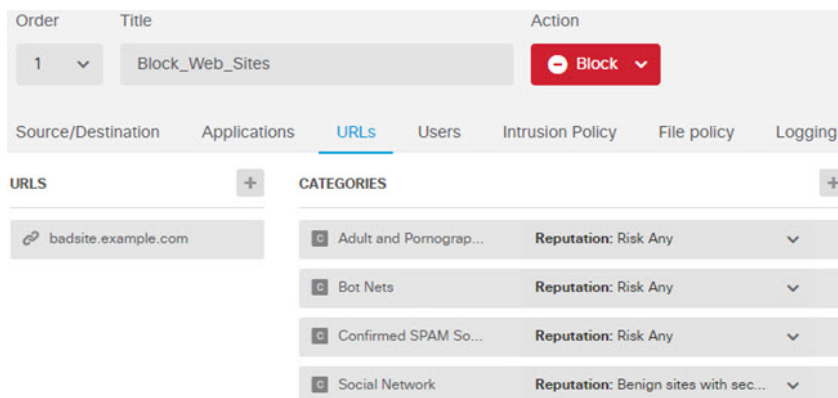 Order Title Action
1 Block_Web_Sites Block
Source/Destination Applications URLs Users Intrusion Policy File policy Logging
URLS + CATEGORIES +
badsite.example.com C Adult and Pornograp... Reputation: Risk Any
C Bot Nets Reputation: Risk Any
C Confirmed SPAM So... Reputation: Risk Any
C Social Network Reputation: Benign sites with sec...